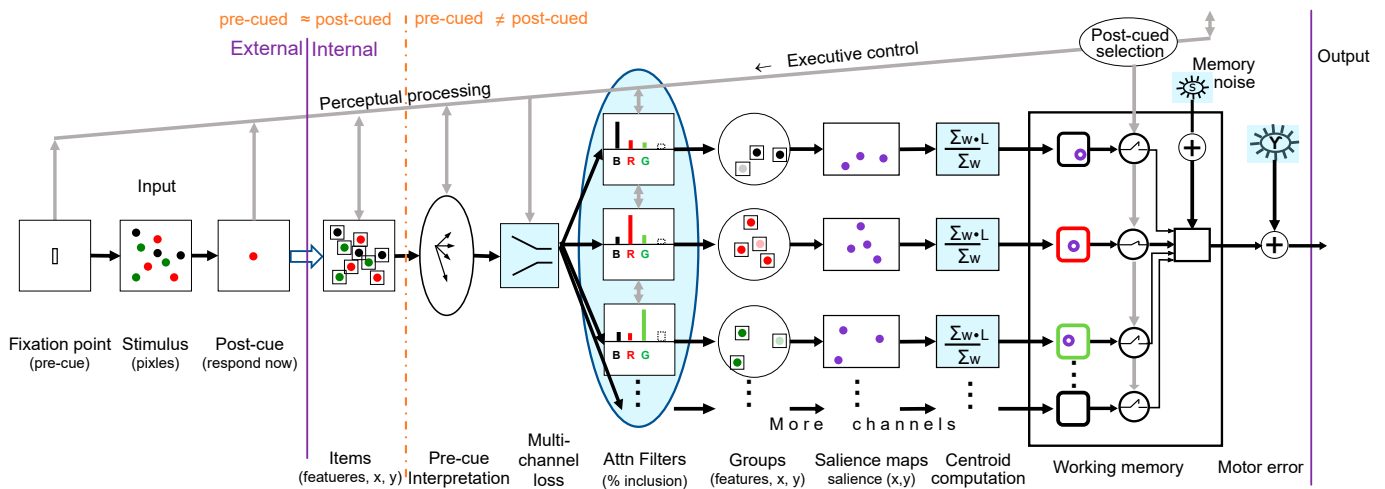 pre-cued ≈ post-cued
pre-cued ≠ post-cued
External
Internal
Perceptual processing
← Executive control
Post-cued
selection
Memory
noise
Output
Input
S
Y
B R G
B R G
B R G
Σw•L
Σw
Σw•L
Σw
Σw•L
Σw
+
+
More channels
Fixation point
(pre-cue)
Stimulus
(pixles)
Post-cue
(respond now)
Items
(featueres, x, y)
Pre-cue
Interpretation
Multi-
channel
loss
Attn Filters
(% inclusion)
Groups
(features, x, y)
Salience maps
salience (x,y)
Centroid
computation
Working memory
Motor error